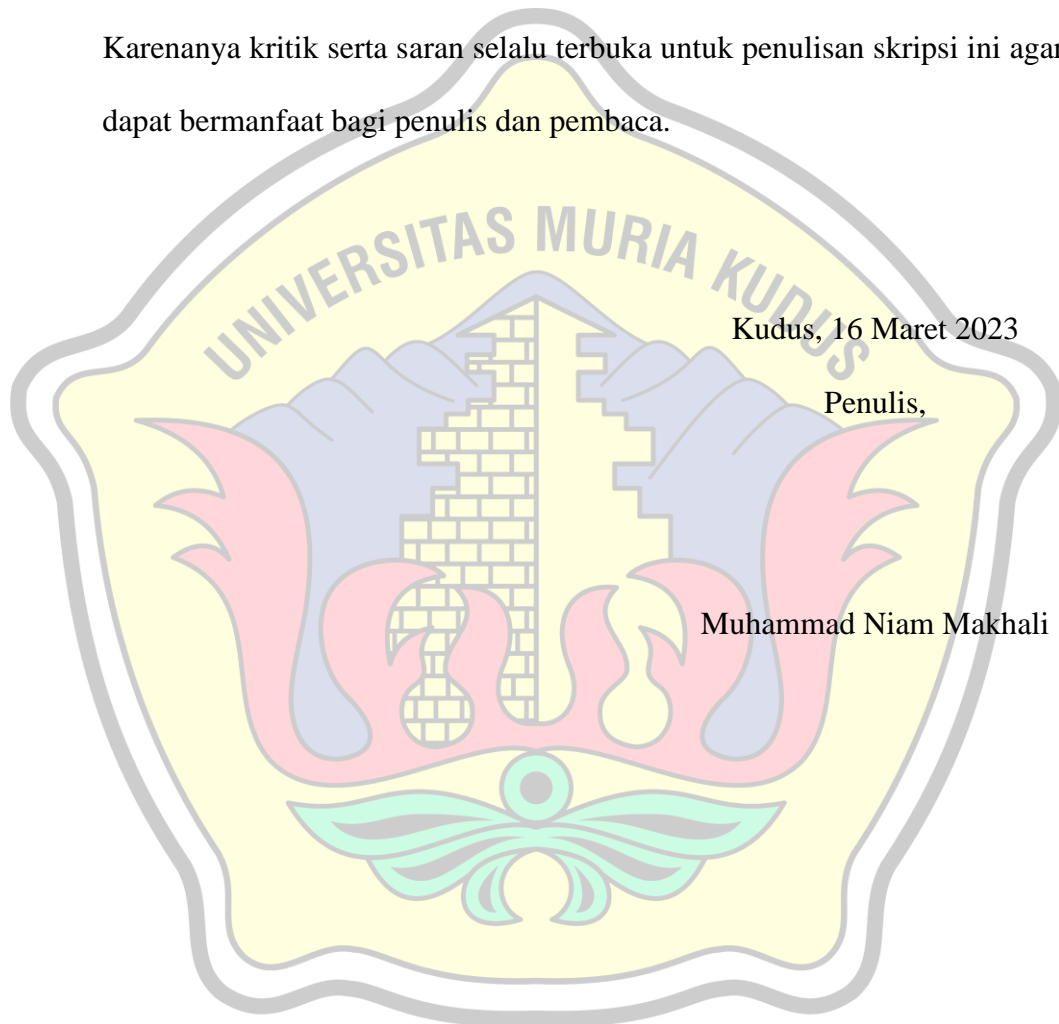 Karenanya kritik serta saran selalu terbuka untuk penulisan skripsi ini agar
dapat bermanfaat bagi penulis dan pembaca.
UNIVERSITAS MURIA KUDUS
Kudus, 16 Maret 2023
Penulis,
Muhammad Niam Makhali